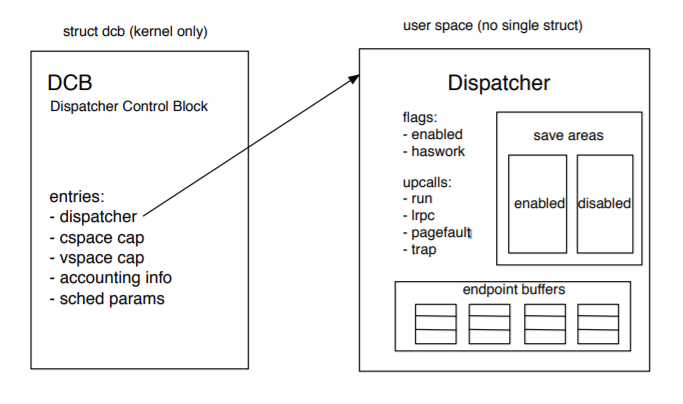 struct dcb (kernel only)
DCB
Dispatcher Control Block
entries:
- dispatcher
- cspace cap
- vspace cap
- accounting info
- sched params
user space (no single struct)
Dispatcher
flags:
- enabled
- haswork
upcalls:
- run
- lrpc
- pagefault
- trap
save areas
enabled
disabled
endpoint buffers